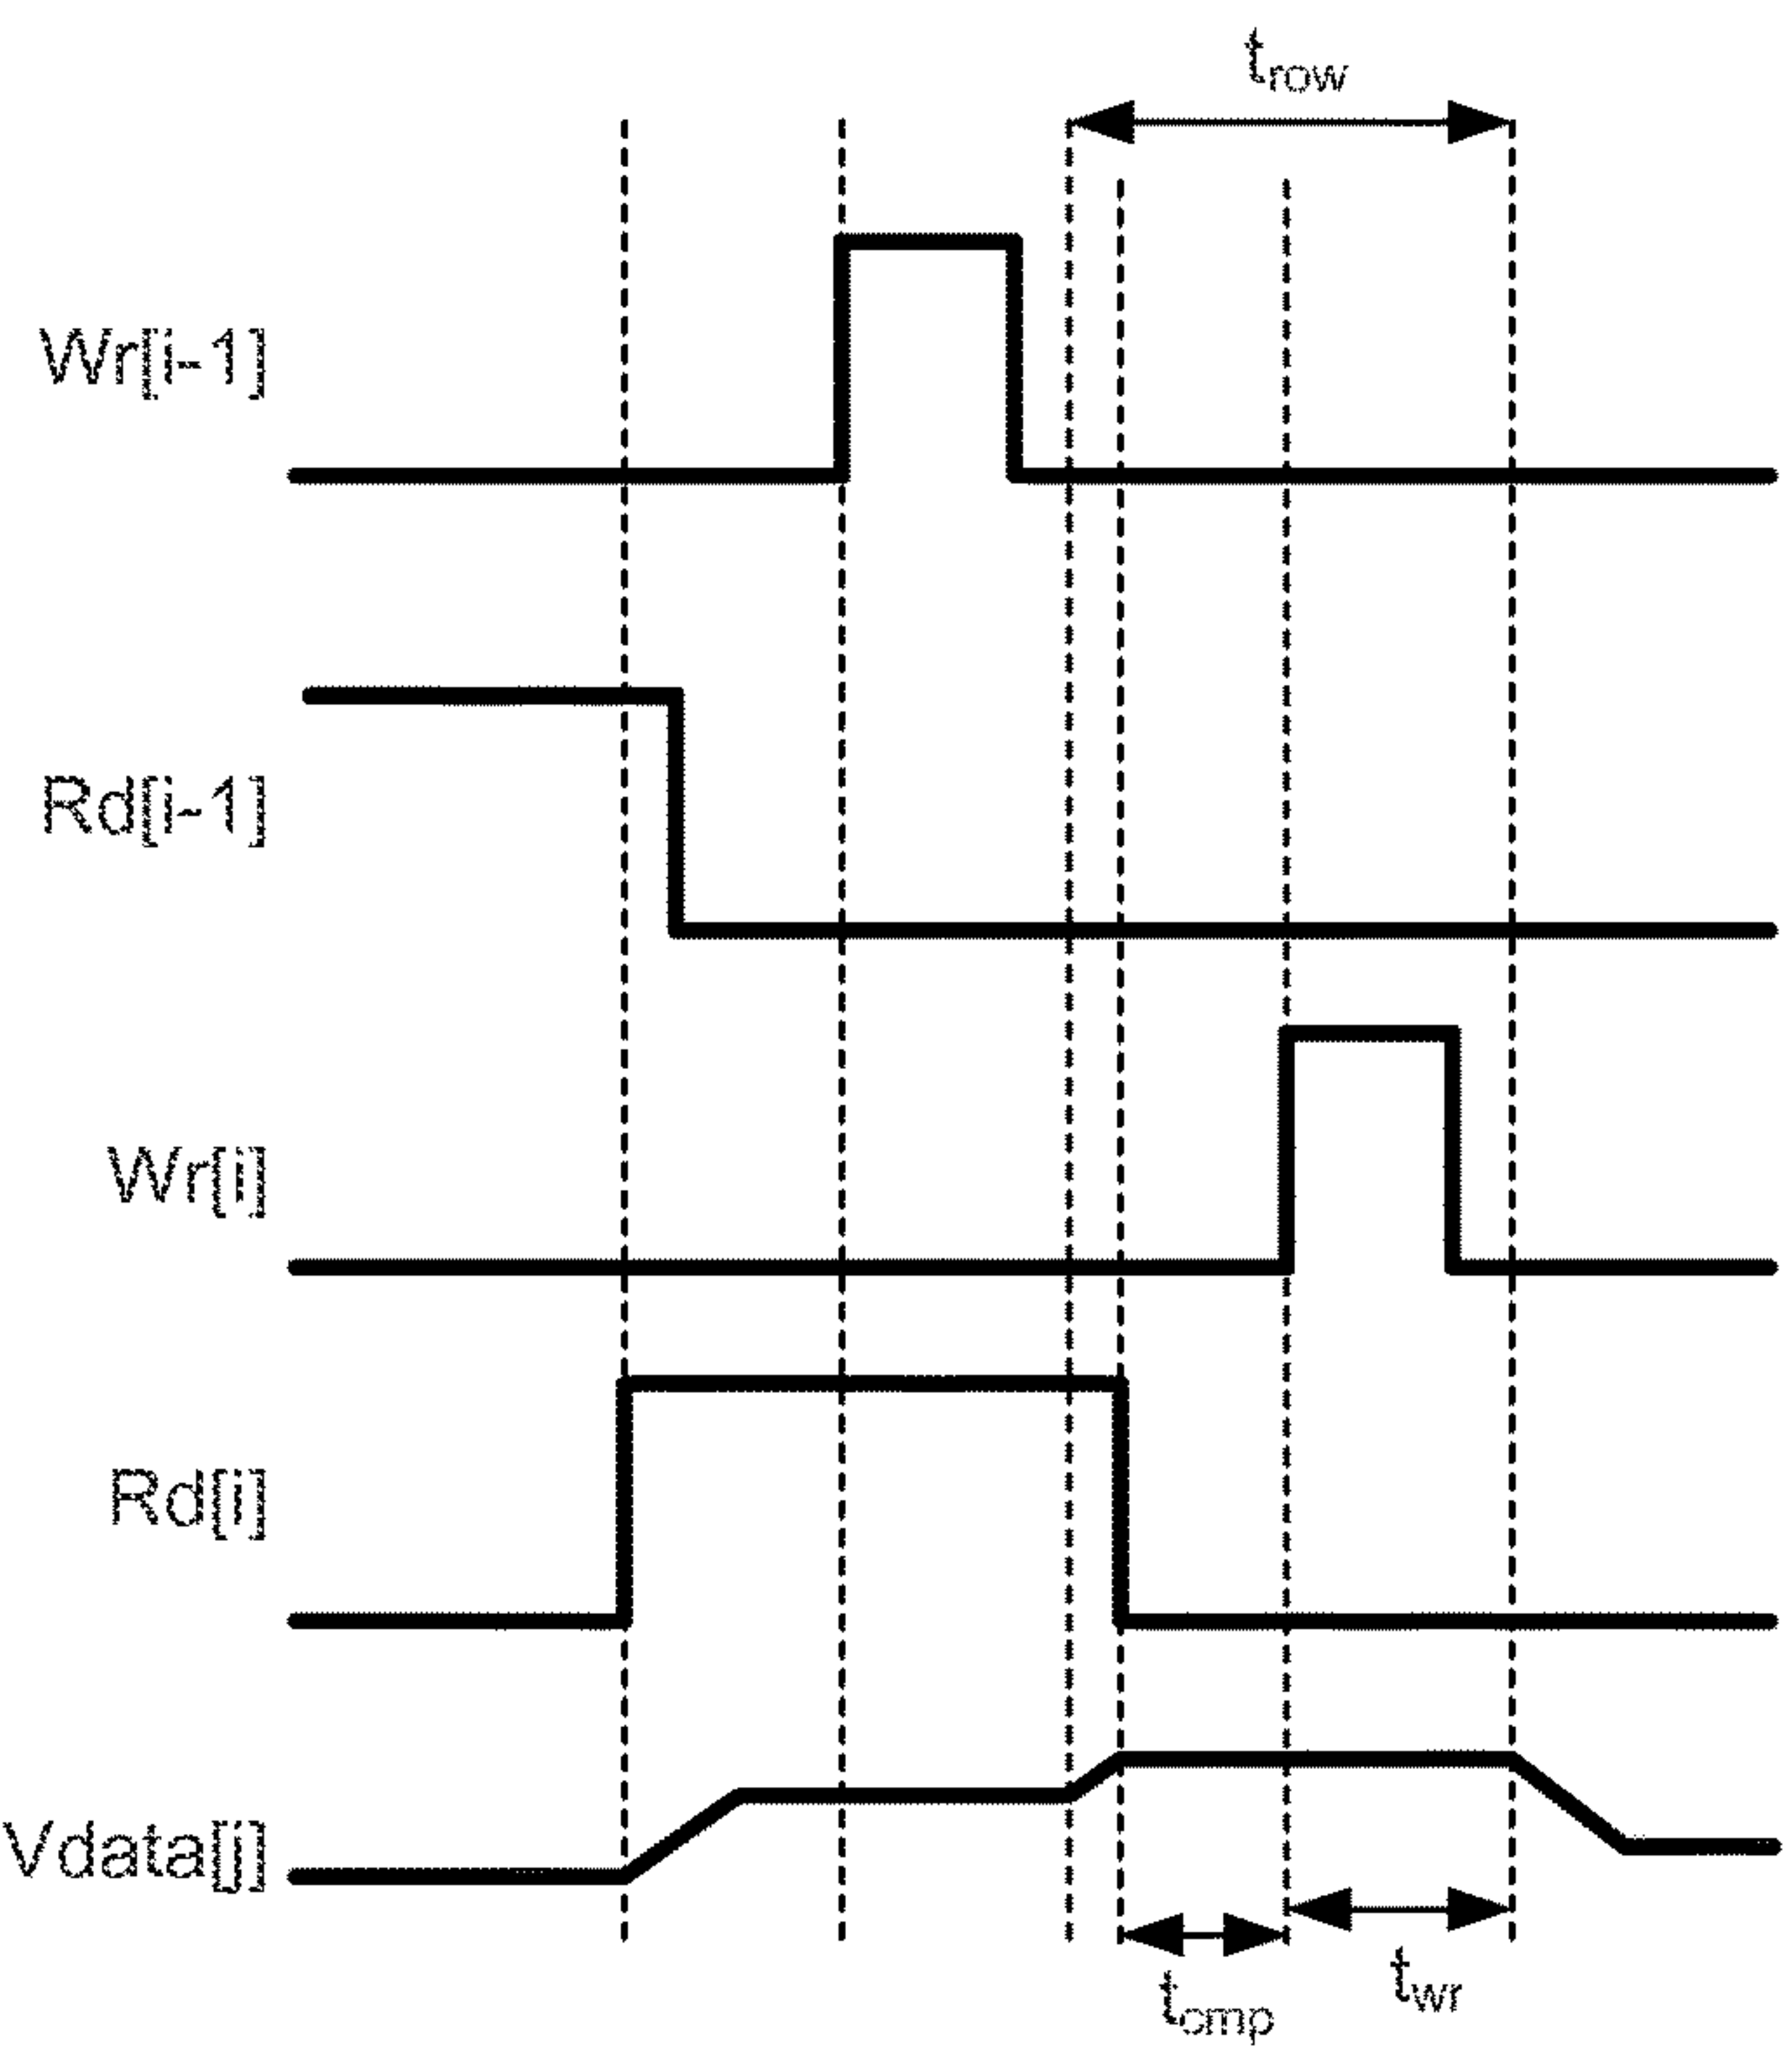 t_row
Wr[i-1]
Rd[i-1]
Wr[i]
Rd[i]
Vdata[j]
t_cmp
t_wr